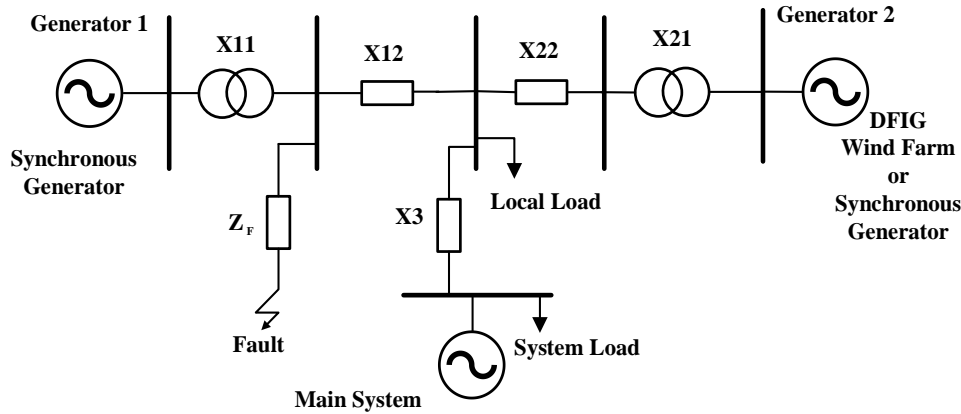 Generator 1
X11
X12
X22
X21
Generator 2
Synchronous
Generator
DFIG
Wind Farm
or
Synchronous
Generator
Z F
X3
Local Load
Fault
System Load
Main System